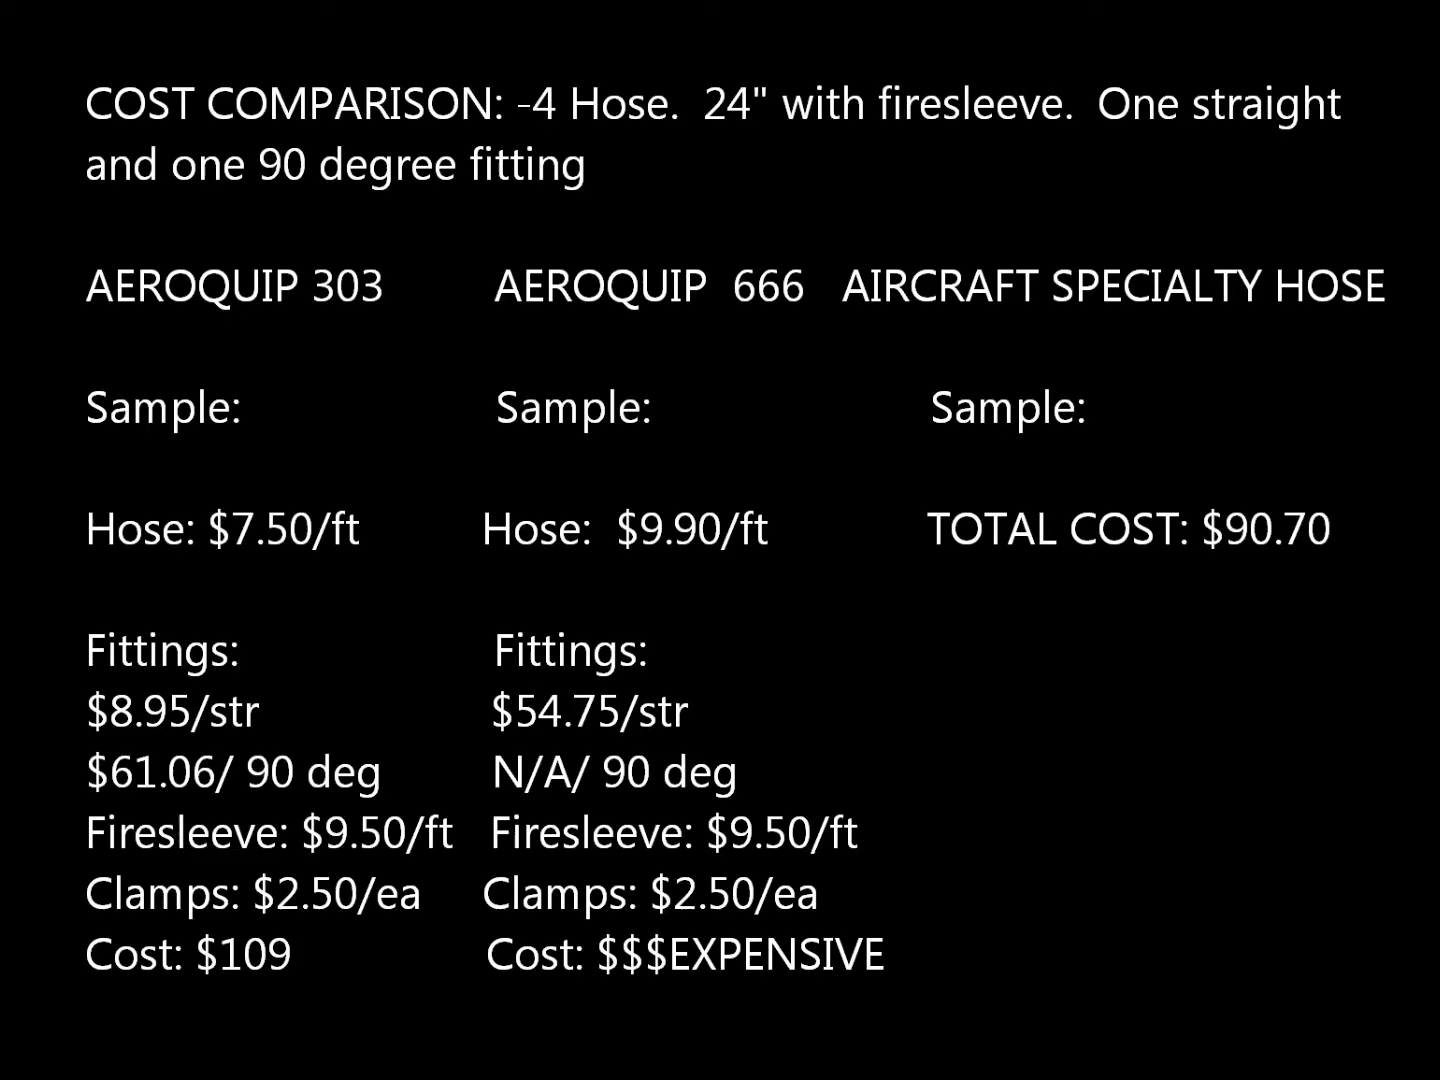 COST COMPARISON: -4 Hose.  24" with firesleeve.  One straight
and one 90 degree fitting
AEROQUIP 303 AEROQUIP  666 AIRCRAFT SPECIALTY HOSE
Sample: Sample: Sample:
Hose: $7.50/ft Hose:  $9.90/ft TOTAL COST: $90.70
Fittings: Fittings:
$8.95/str $54.75/str
$61.06/ 90 deg N/A/ 90 deg
Firesleeve: $9.50/ft Firesleeve: $9.50/ft
Clamps: $2.50/ea Clamps: $2.50/ea
Cost: $109 Cost: $$$EXPENSIVE